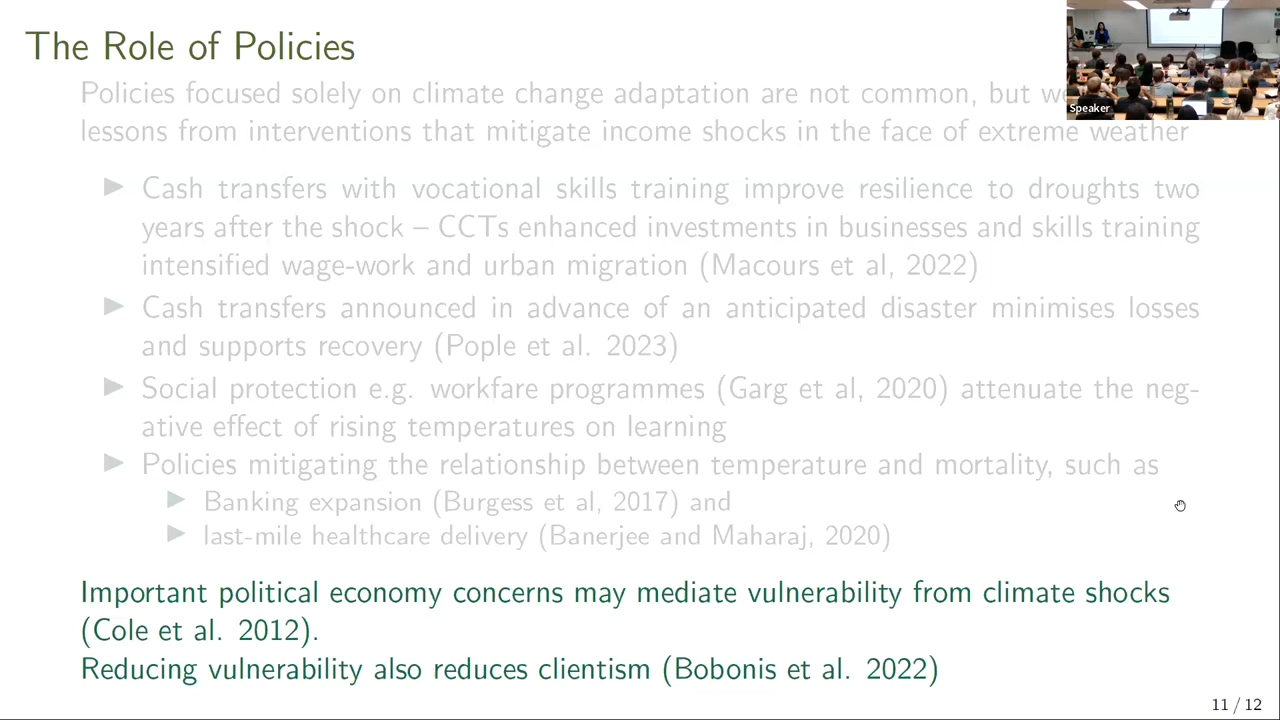 The Role of Policies
Policies focused solely change adaptation are not common, but
lessons from interventions that mitigate income shocks in the face of extreme weather
▶ Cash transfers with vocational skills training improve resilience to droughts two
years after the shock – CCTs enhanced investments in businesses and skills training
intensified wage-work and urban migration (Macours et al, 2022)
▶ Cash transfers announced in advance of an anticipated disaster minimises losses
and supports recovery (Pople et al. 2023)
▶ Social protection e.g. workfare programmes (Garg et al, 2020) attenuate the neg-
ative effect of rising temperatures on learning
▶ Policies mitigating the relationship between temperature and mortality, such as
▶ Banking expansion (Burgess et al, 2017) and
▶ last-mile healthcare delivery (Banerjee and Maharaj, 2020)
Important political economy concerns may mediate vulnerability from climate shocks
(Cole et al. 2012).
Reducing vulnerability also reduces clientism (Bobonis et al. 2022)
Speaker
11 / 12